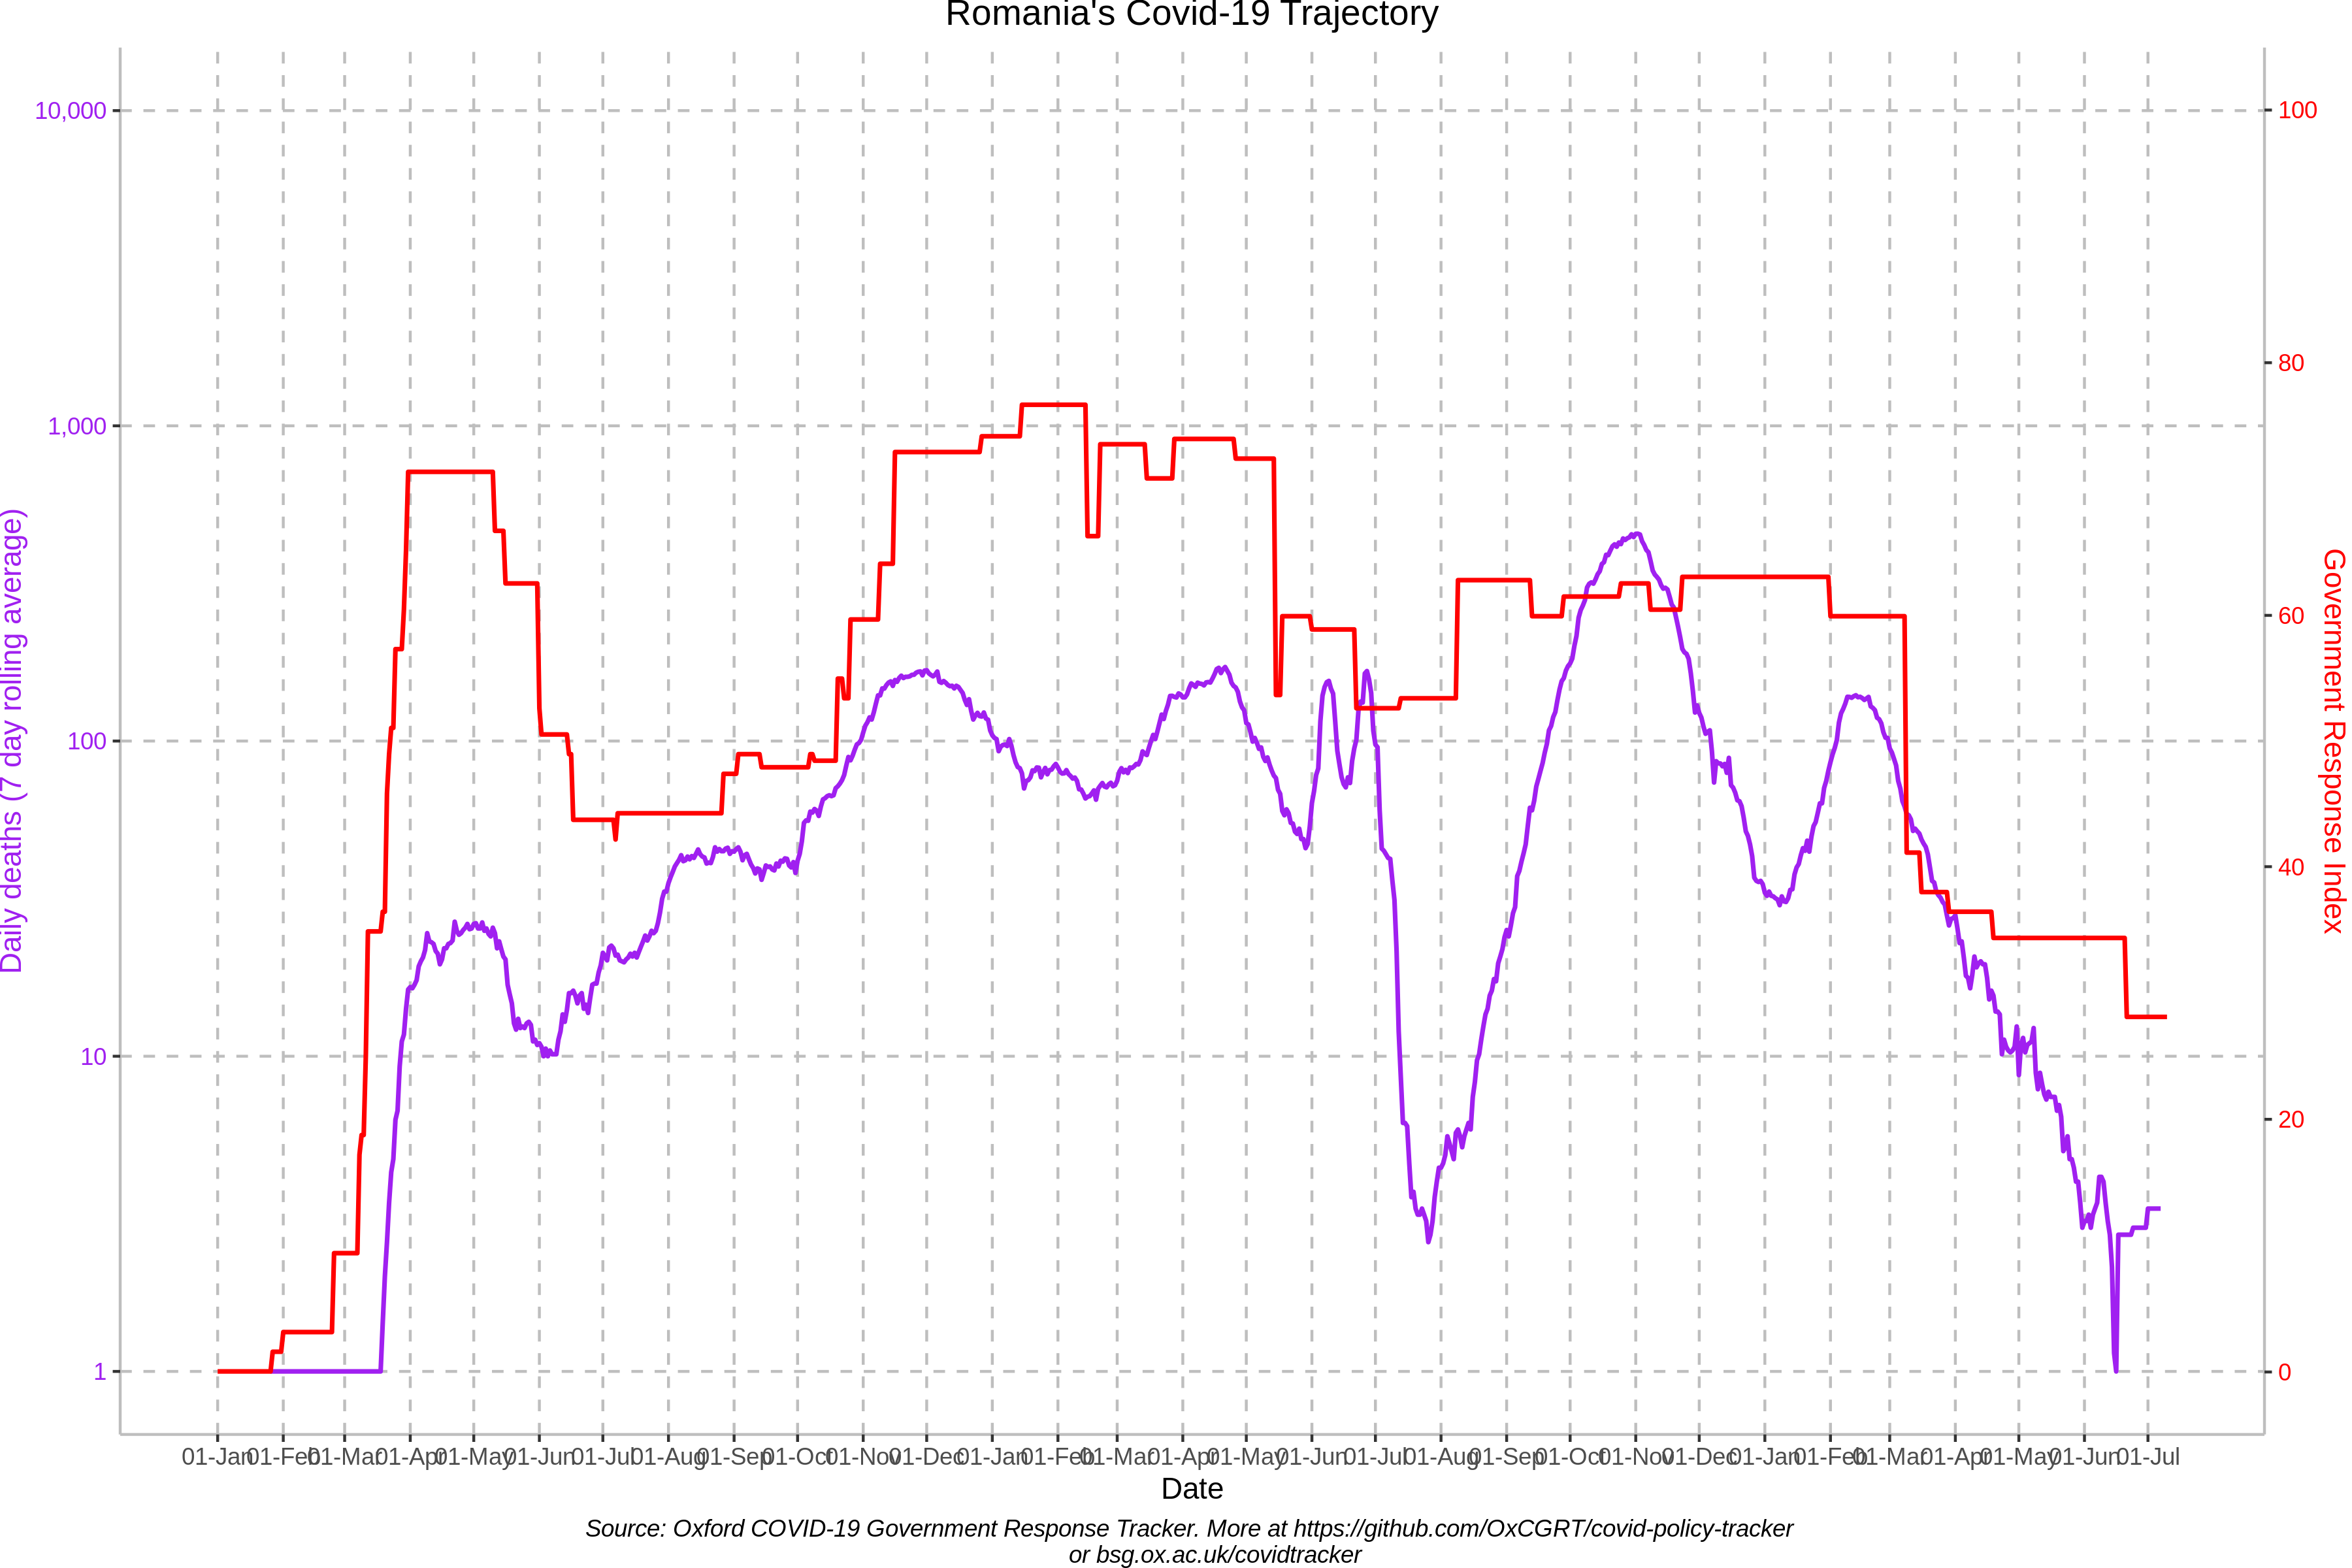 Romania's Covid-19 Trajectory
10,000
1,000
100
10
1
Daily deaths (7 day rolling average)
100
80
60
40
20
0
Government Response Index
01-Jan 01-Feb 01-Mar 01-Apr 01-May 01-Jun 01-Jul 01-Aug 01-Sep 01-Oct 01-Nov 01-Dec 01-Jan 01-Feb 01-Mar 01-Apr 01-May 01-Jun 01-Jul 01-Aug 01-Sep 01-Oct 01-Nov 01-Dec 01-Jan 01-Feb 01-Mar 01-Apr 01-May 01-Jun 01-Jul
Date
Source: Oxford COVID-19 Government Response Tracker. More at https://github.com/OxCGRT/covid-policy-tracker
or bsg.ox.ac.uk/covidtracker